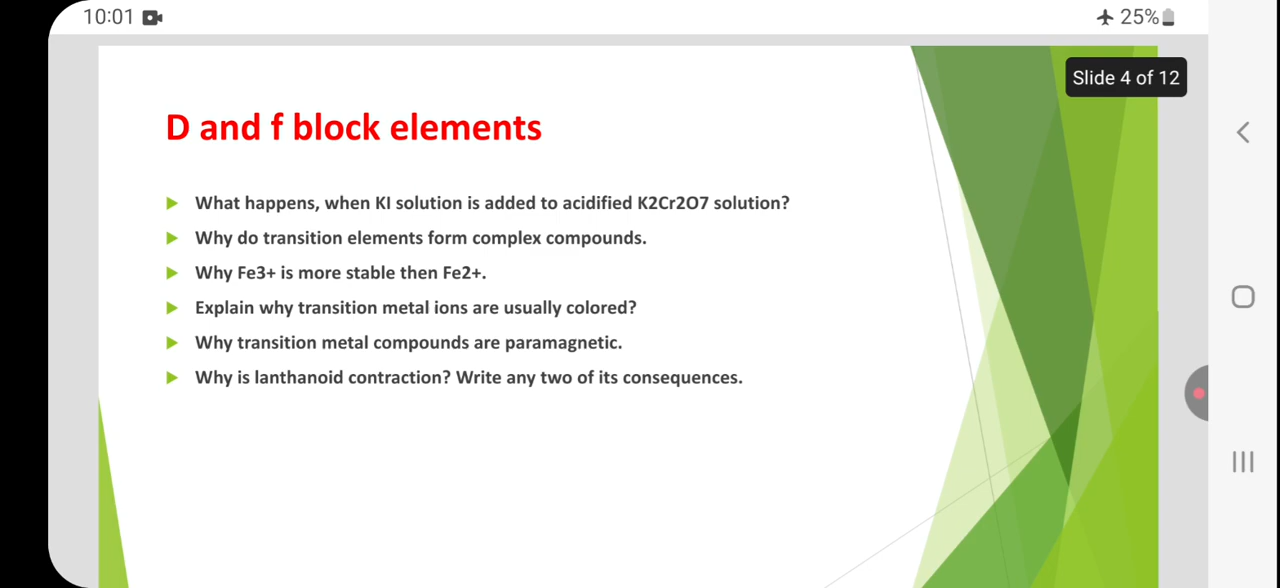 10:01
25%
Slide 4 of 12
D and f block elements
What happens, when KI solution is added to acidified K2Cr2O7 solution?
Why do transition elements form complex compounds.
Why Fe3+ is more stable then Fe2+.
Explain why transition metal ions are usually colored?
Why transition metal compounds are paramagnetic.
Why is lanthanoid contraction? Write any two of its consequences.